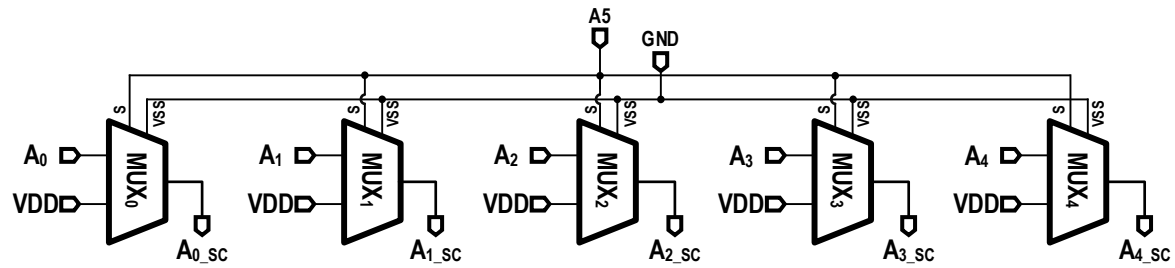 A5
GND
S VSS S VSS S VSS S VSS S VSS
A0 A1 A2 A3 A4
MUX0 MUX1 MUX2 MUX3 MUX4
VDD VDD VDD VDD VDD
A0_SC A1_SC A2_SC A3_SC A4_SC